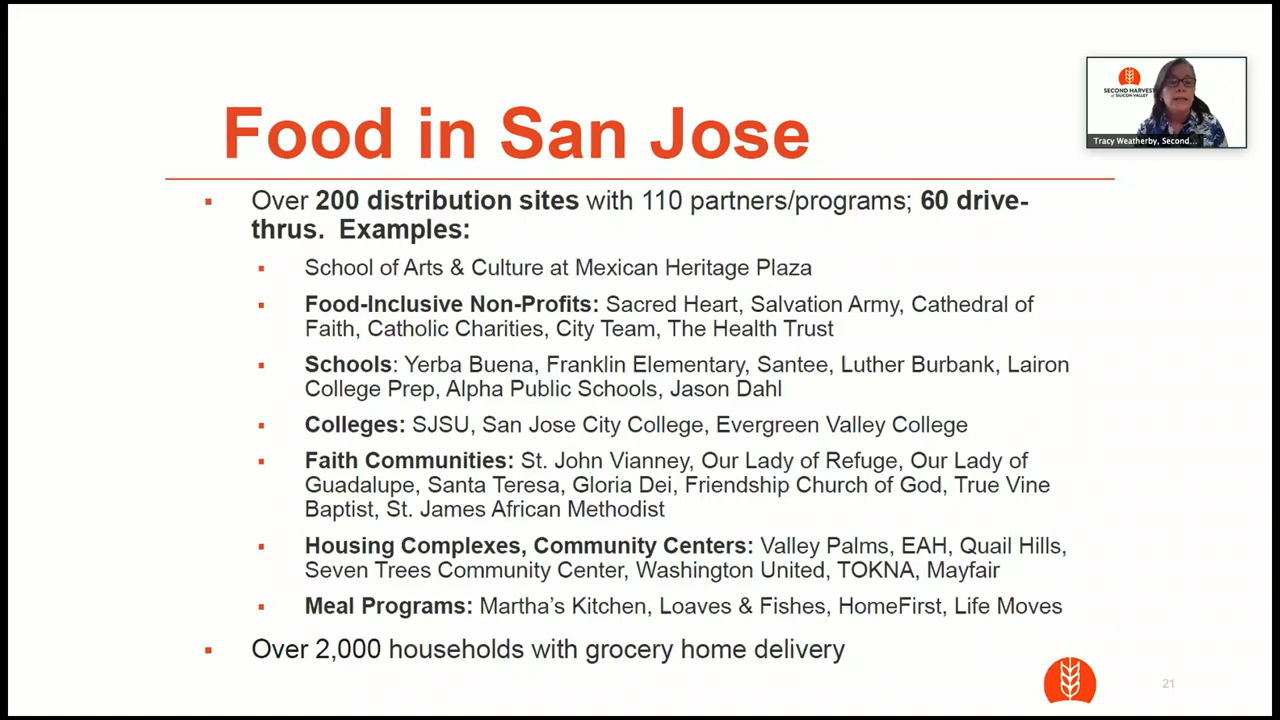 Food in San Jose
SECOND HARVEST
of SILICON VALLEY
Tracy Weatherby, Second...
▪ Over 200 distribution sites with 110 partners/programs; 60 drive-
thrus.  Examples:
▪ School of Arts & Culture at Mexican Heritage Plaza
▪ Food-Inclusive Non-Profits: Sacred Heart, Salvation Army, Cathedral of
Faith, Catholic Charities, City Team, The Health Trust
▪ Schools: Yerba Buena, Franklin Elementary, Santee, Luther Burbank, Lairon
College Prep, Alpha Public Schools, Jason Dahl
▪ Colleges: SJSU, San Jose City College, Evergreen Valley College
▪ Faith Communities: St. John Vianney, Our Lady of Refuge, Our Lady of
Guadalupe, Santa Teresa, Gloria Dei, Friendship Church of God, True Vine
Baptist, St. James African Methodist
▪ Housing Complexes, Community Centers: Valley Palms, EAH, Quail Hills,
Seven Trees Community Center, Washington United, TOKNA, Mayfair
▪ Meal Programs: Martha’s Kitchen, Loaves & Fishes, HomeFirst, Life Moves
▪ Over 2,000 households with grocery home delivery
21